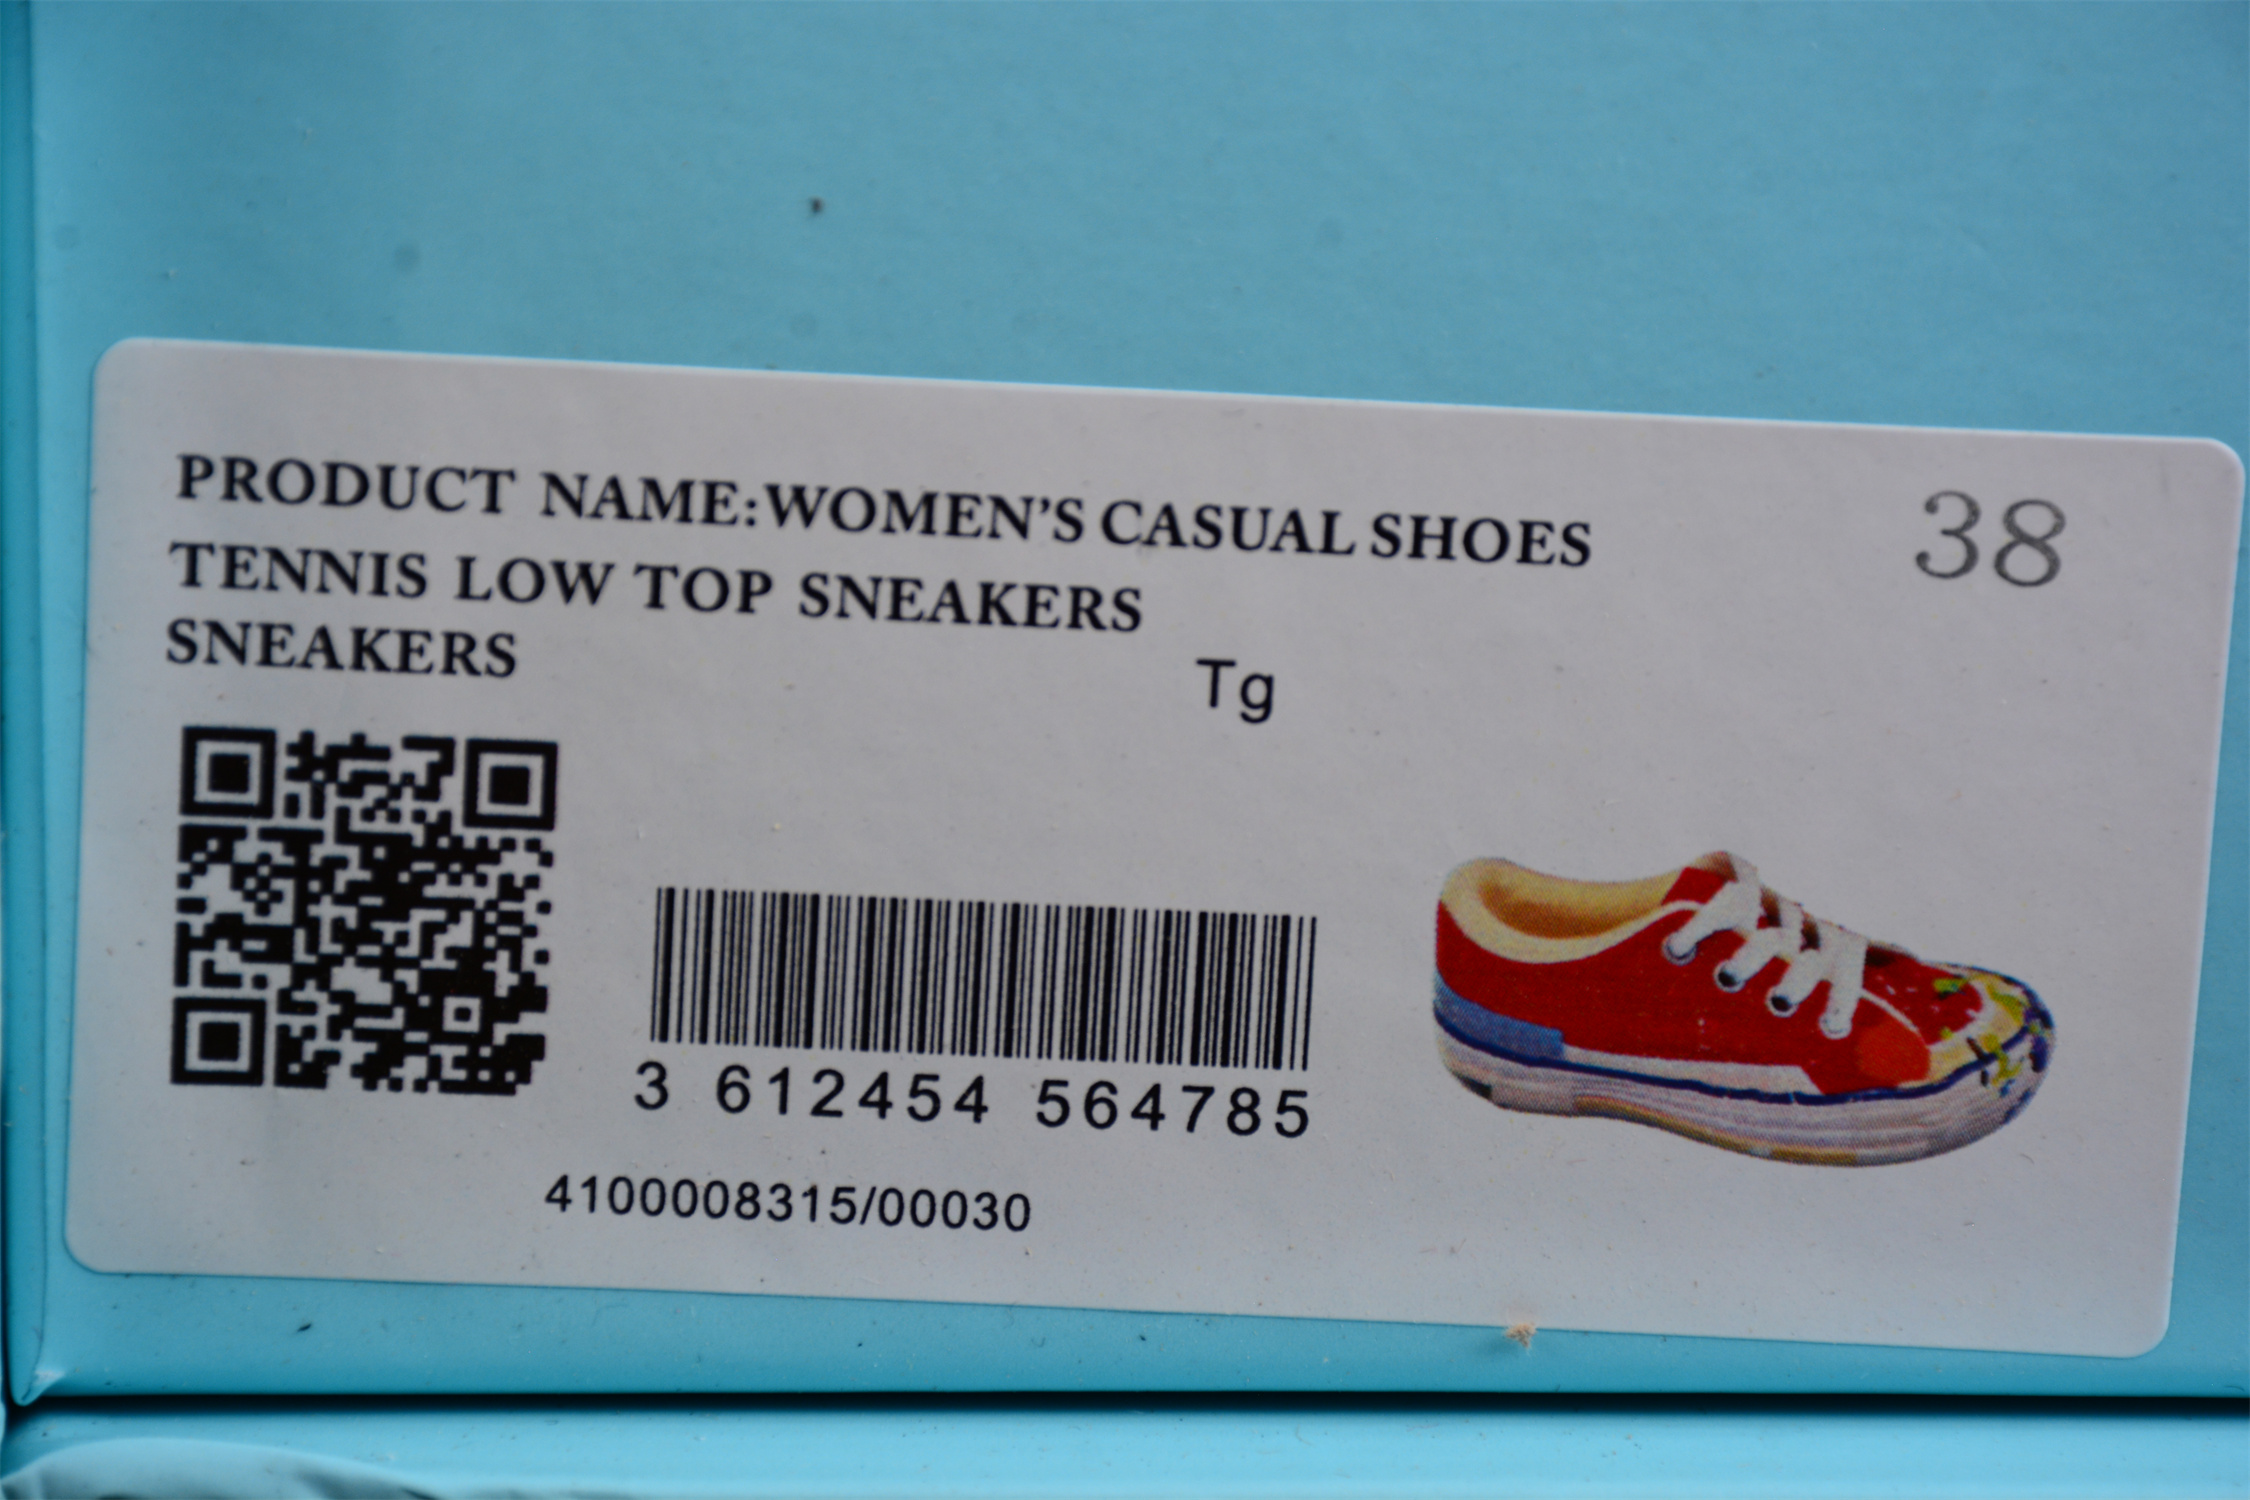 PRODUCT NAME:WOMEN'S CASUAL SHOES
38
TENNIS LOW TOP SNEAKERS
SNEAKERS
Tg
3 612454 564785
4100008315/00030